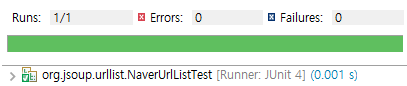 Runs: 1/1 Errors: 0 Failures: 0
org.jsoup.urllist.NaverUrlListTest [Runner: JUnit 4] (0.001 s)